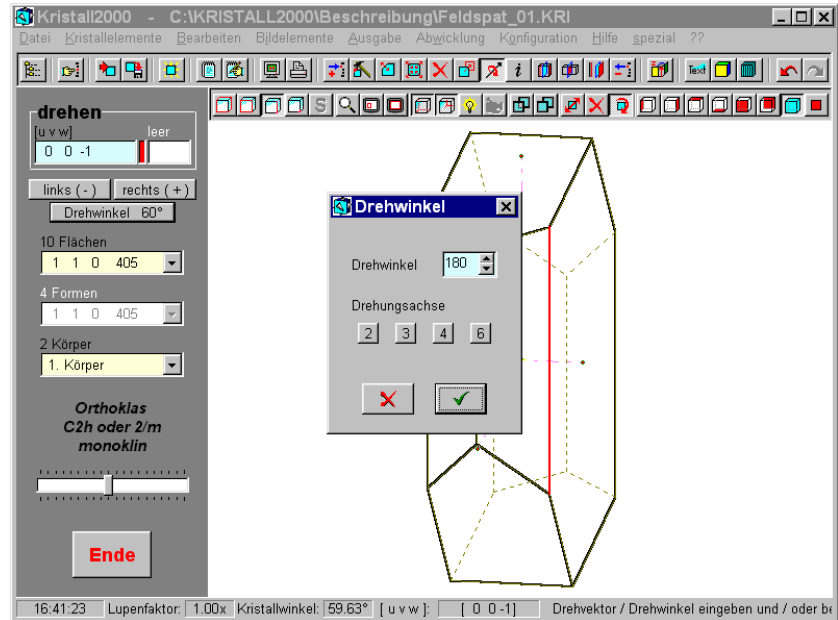 Kristall2000 - C:\KRISTALL2000\Beschreibung\Feldspat_01.KRI
Datei Kristallelemente Bearbeiten Bildelemente Ausgabe Abwicklung Konfiguration Hilfe spezial ??
i Text
S
drehen
[u v w] leer
0 0 -1
links ( - ) rechts ( + )
Drehwinkel 60°
10 Flächen
1 1 0 405
4 Formen
1 1 0 405
2 Körper
1. Körper
Orthoklas
C2h oder 2/m
monoklin
Ende
Drehwinkel
Drehwinkel 180
Drehungsachse
2 3 4 6
16:41:23 Lupenfaktor: 1.00x Kristallwinkel: 59.63° [ u v w ]: [ 0 0 -1] Drehvektor / Drehwinkel eingeben und / oder be